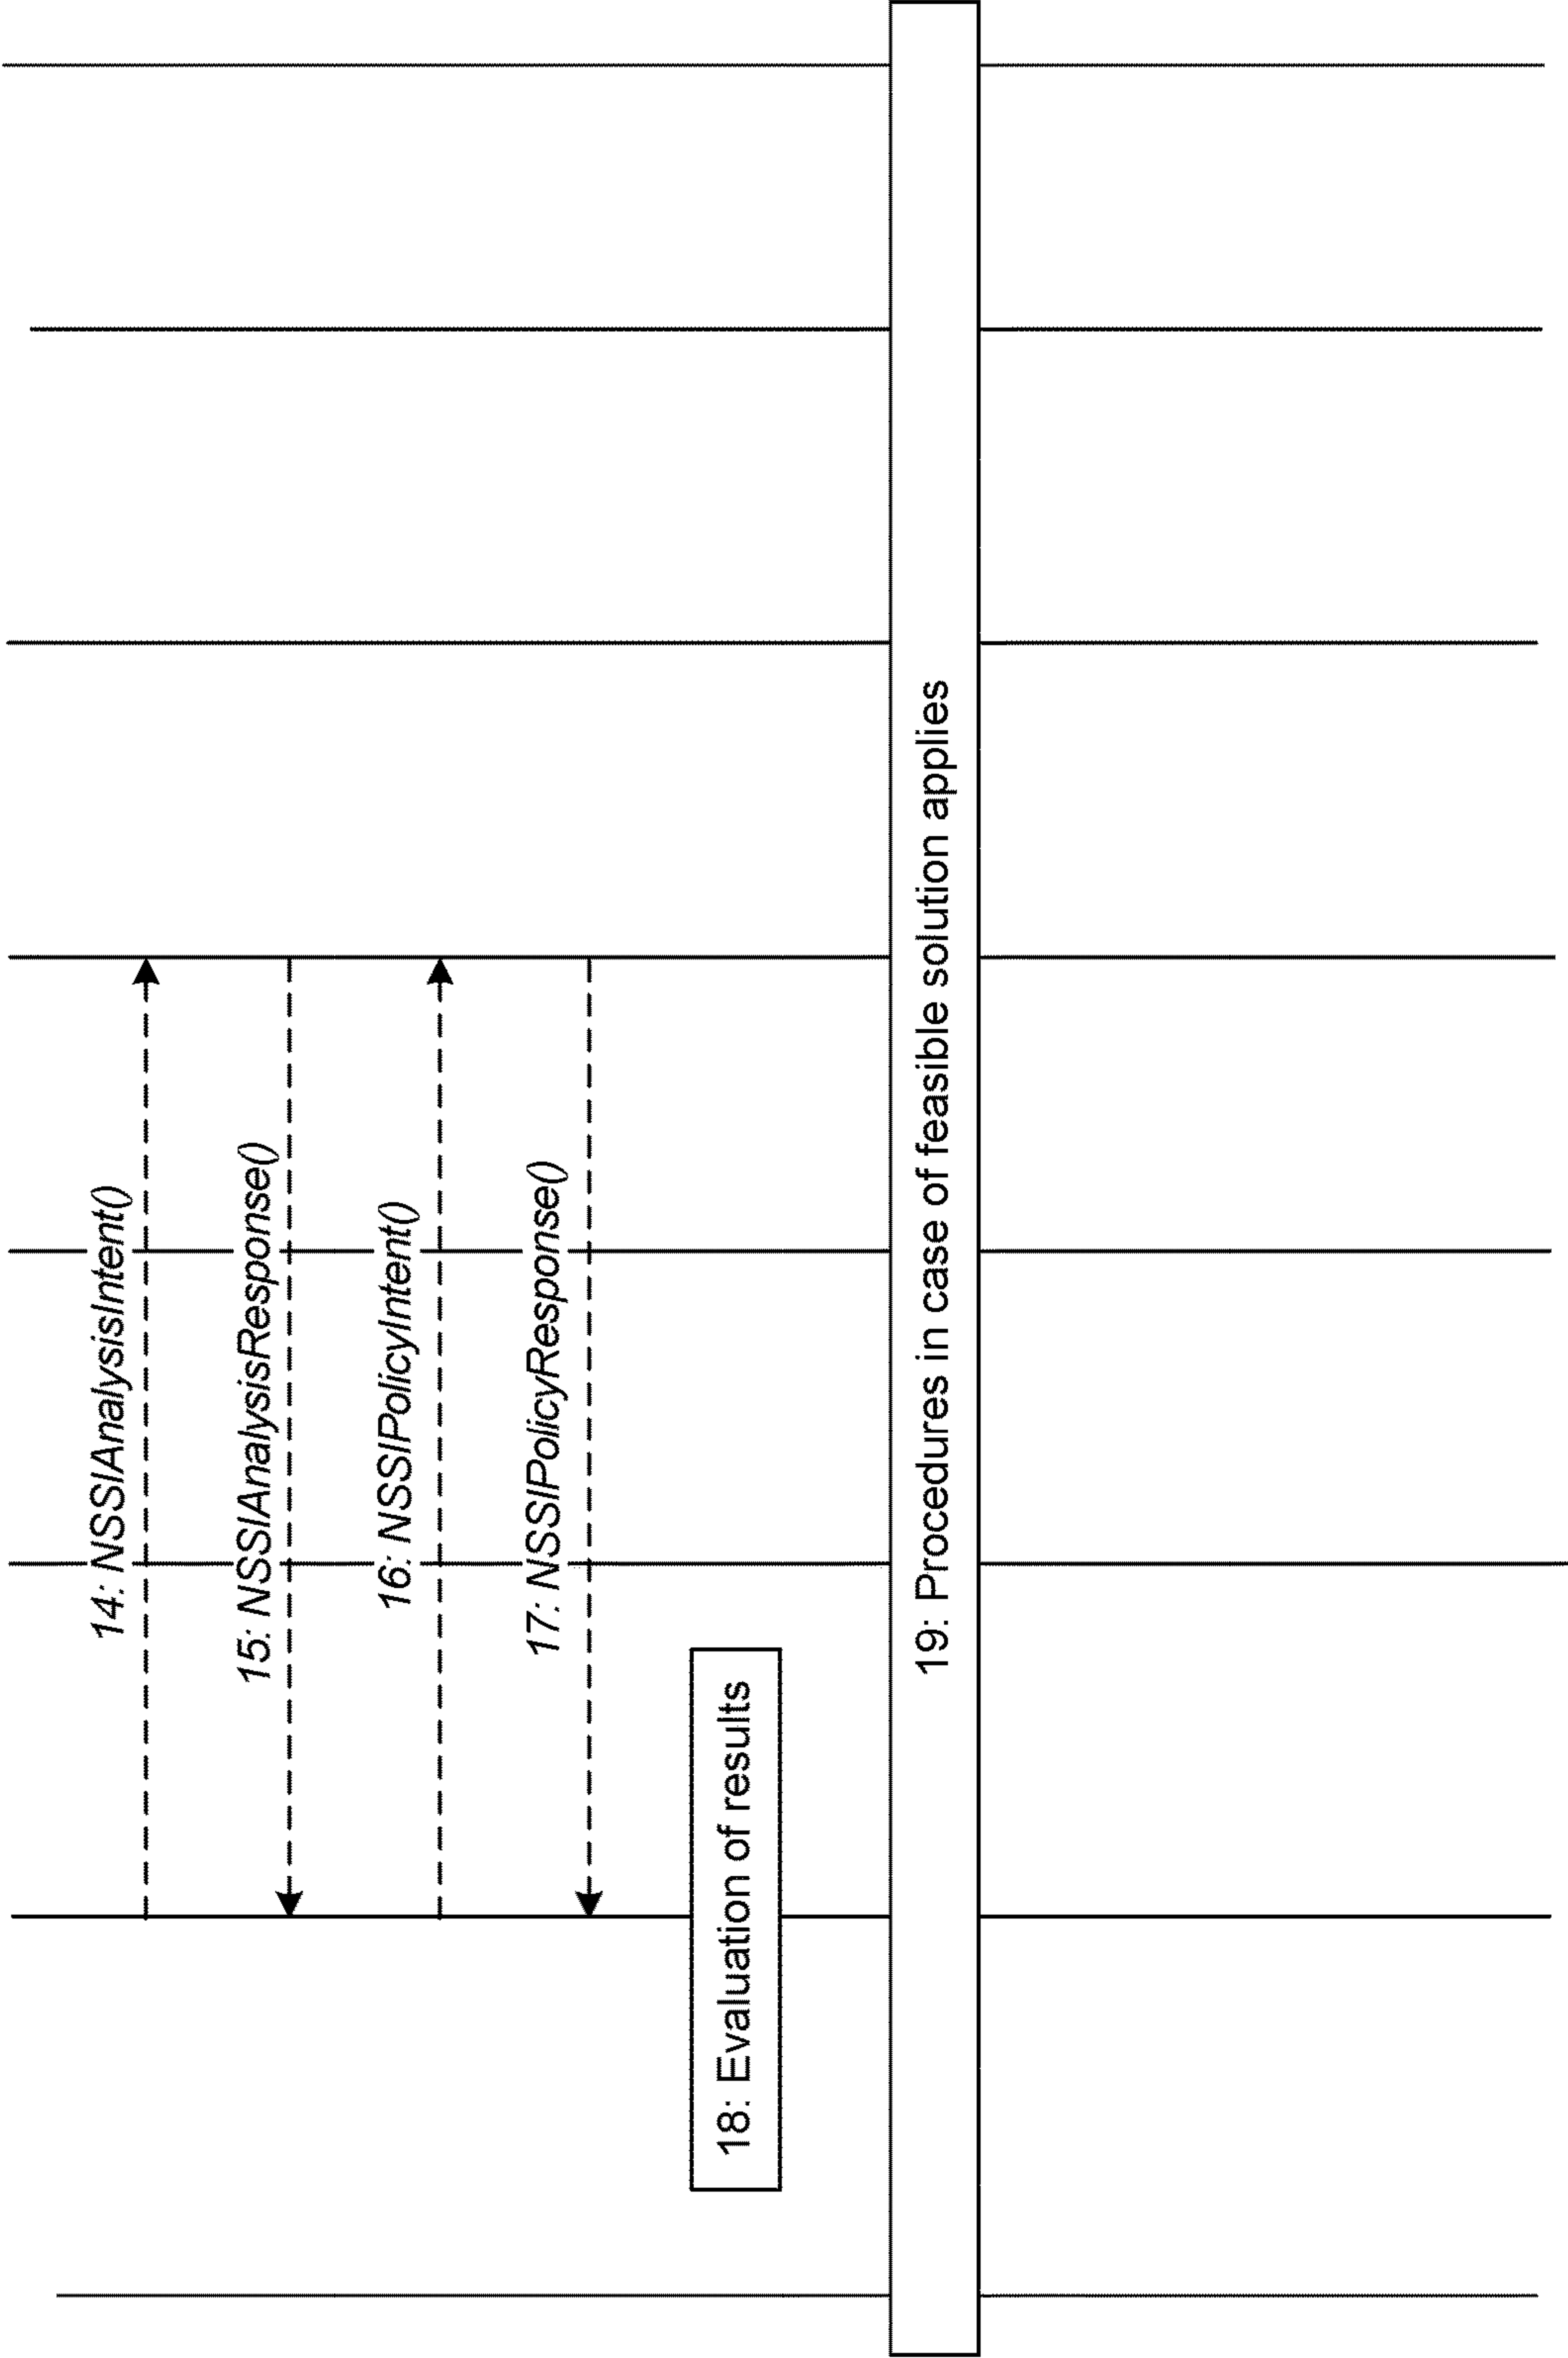 14: NSSIAnalysisIntent()
15: NSSIAnalysisResponse()
16: NSSIPolicyIntent()
17: NSSIPolicyResponse()
18: Evaluation of results
19: Procedures in case of feasible solution applies